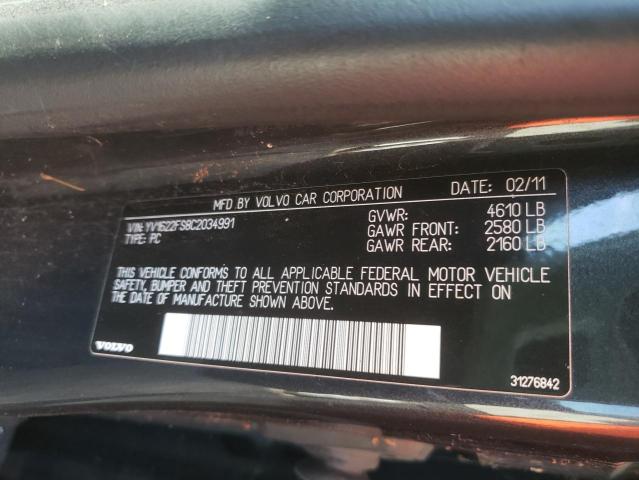 MFD BY VOLVO CAR CORPORATION DATE: 02/11
VIN: YV1622FS8C2034991
TYPE: PC
GVWR: 4610 LB
GAWR FRONT: 2580 LB
GAWR REAR: 2160 LB
THIS VEHICLE CONFORMS TO ALL APPLICABLE FEDERAL MOTOR VEHICLE
SAFETY, BUMPER AND THEFT PREVENTION STANDARDS IN EFFECT ON
THE DATE OF MANUFACTURE SHOWN ABOVE.
VOLVO
31276842